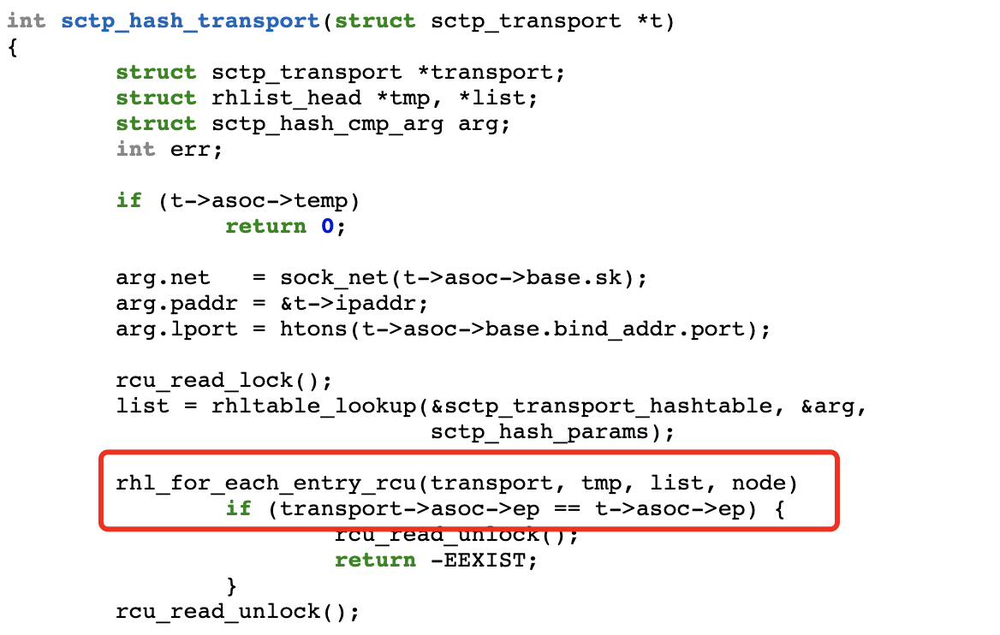 int sctp_hash_transport(struct sctp_transport *t)
{
        struct sctp_transport *transport;
        struct rhlist_head *tmp, *list;
        struct sctp_hash_cmp_arg arg;
        int err;

        if (t->asoc->temp)
                return 0;

        arg.net   = sock_net(t->asoc->base.sk);
        arg.paddr = &t->ipaddr;
        arg.lport = htons(t->asoc->base.bind_addr.port);

        rcu_read_lock();
        list = rhltable_lookup(&sctp_transport_hashtable, &arg,
                               sctp_hash_params);

        rhl_for_each_entry_rcu(transport, tmp, list, node)
                if (transport->asoc->ep == t->asoc->ep) {
                        rcu_read_unlock();
                        return -EEXIST;
                }
        rcu_read_unlock();